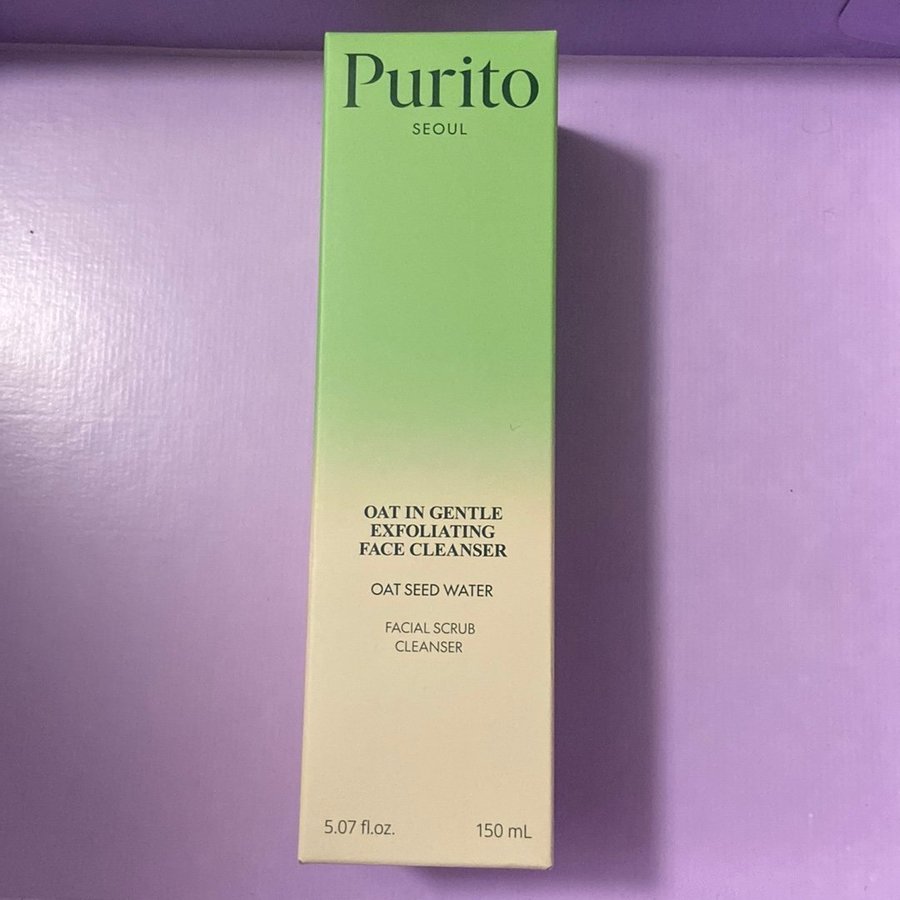 Purito
SEOUL
OAT IN GENTLE
EXFOLIATING
FACE CLEANSER
OAT SEED WATER
FACIAL SCRUB
CLEANSER
5.07 fl.oz. 150 mL